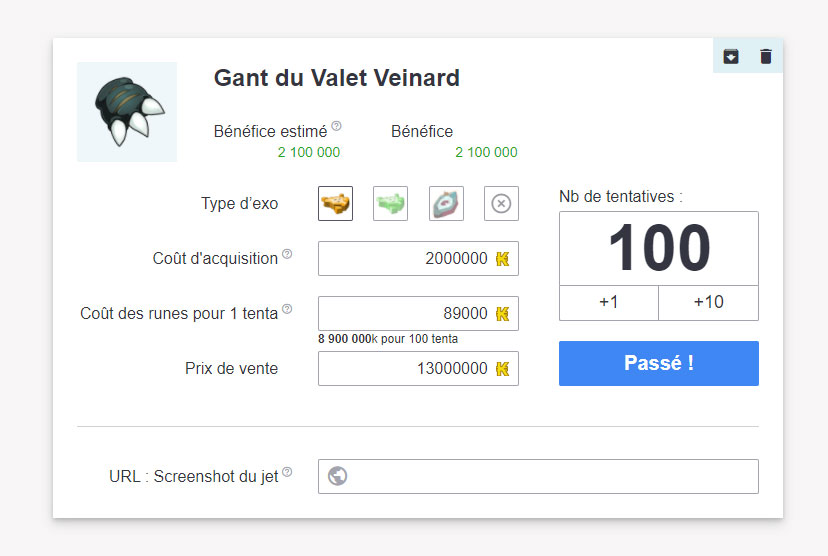 Gant du Valet Veinard
Bénéfice estimé ?
Bénéfice
2 100 000
2 100 000
Type d'exo
Coût d'acquisition ?
2000000
Coût des runes pour 1 tenta ?
89000
8 900 000k pour 100 tenta
Prix de vente
13000000
Nb de tentatives :
100
+1
+10
Passé !
URL : Screenshot du jet ?